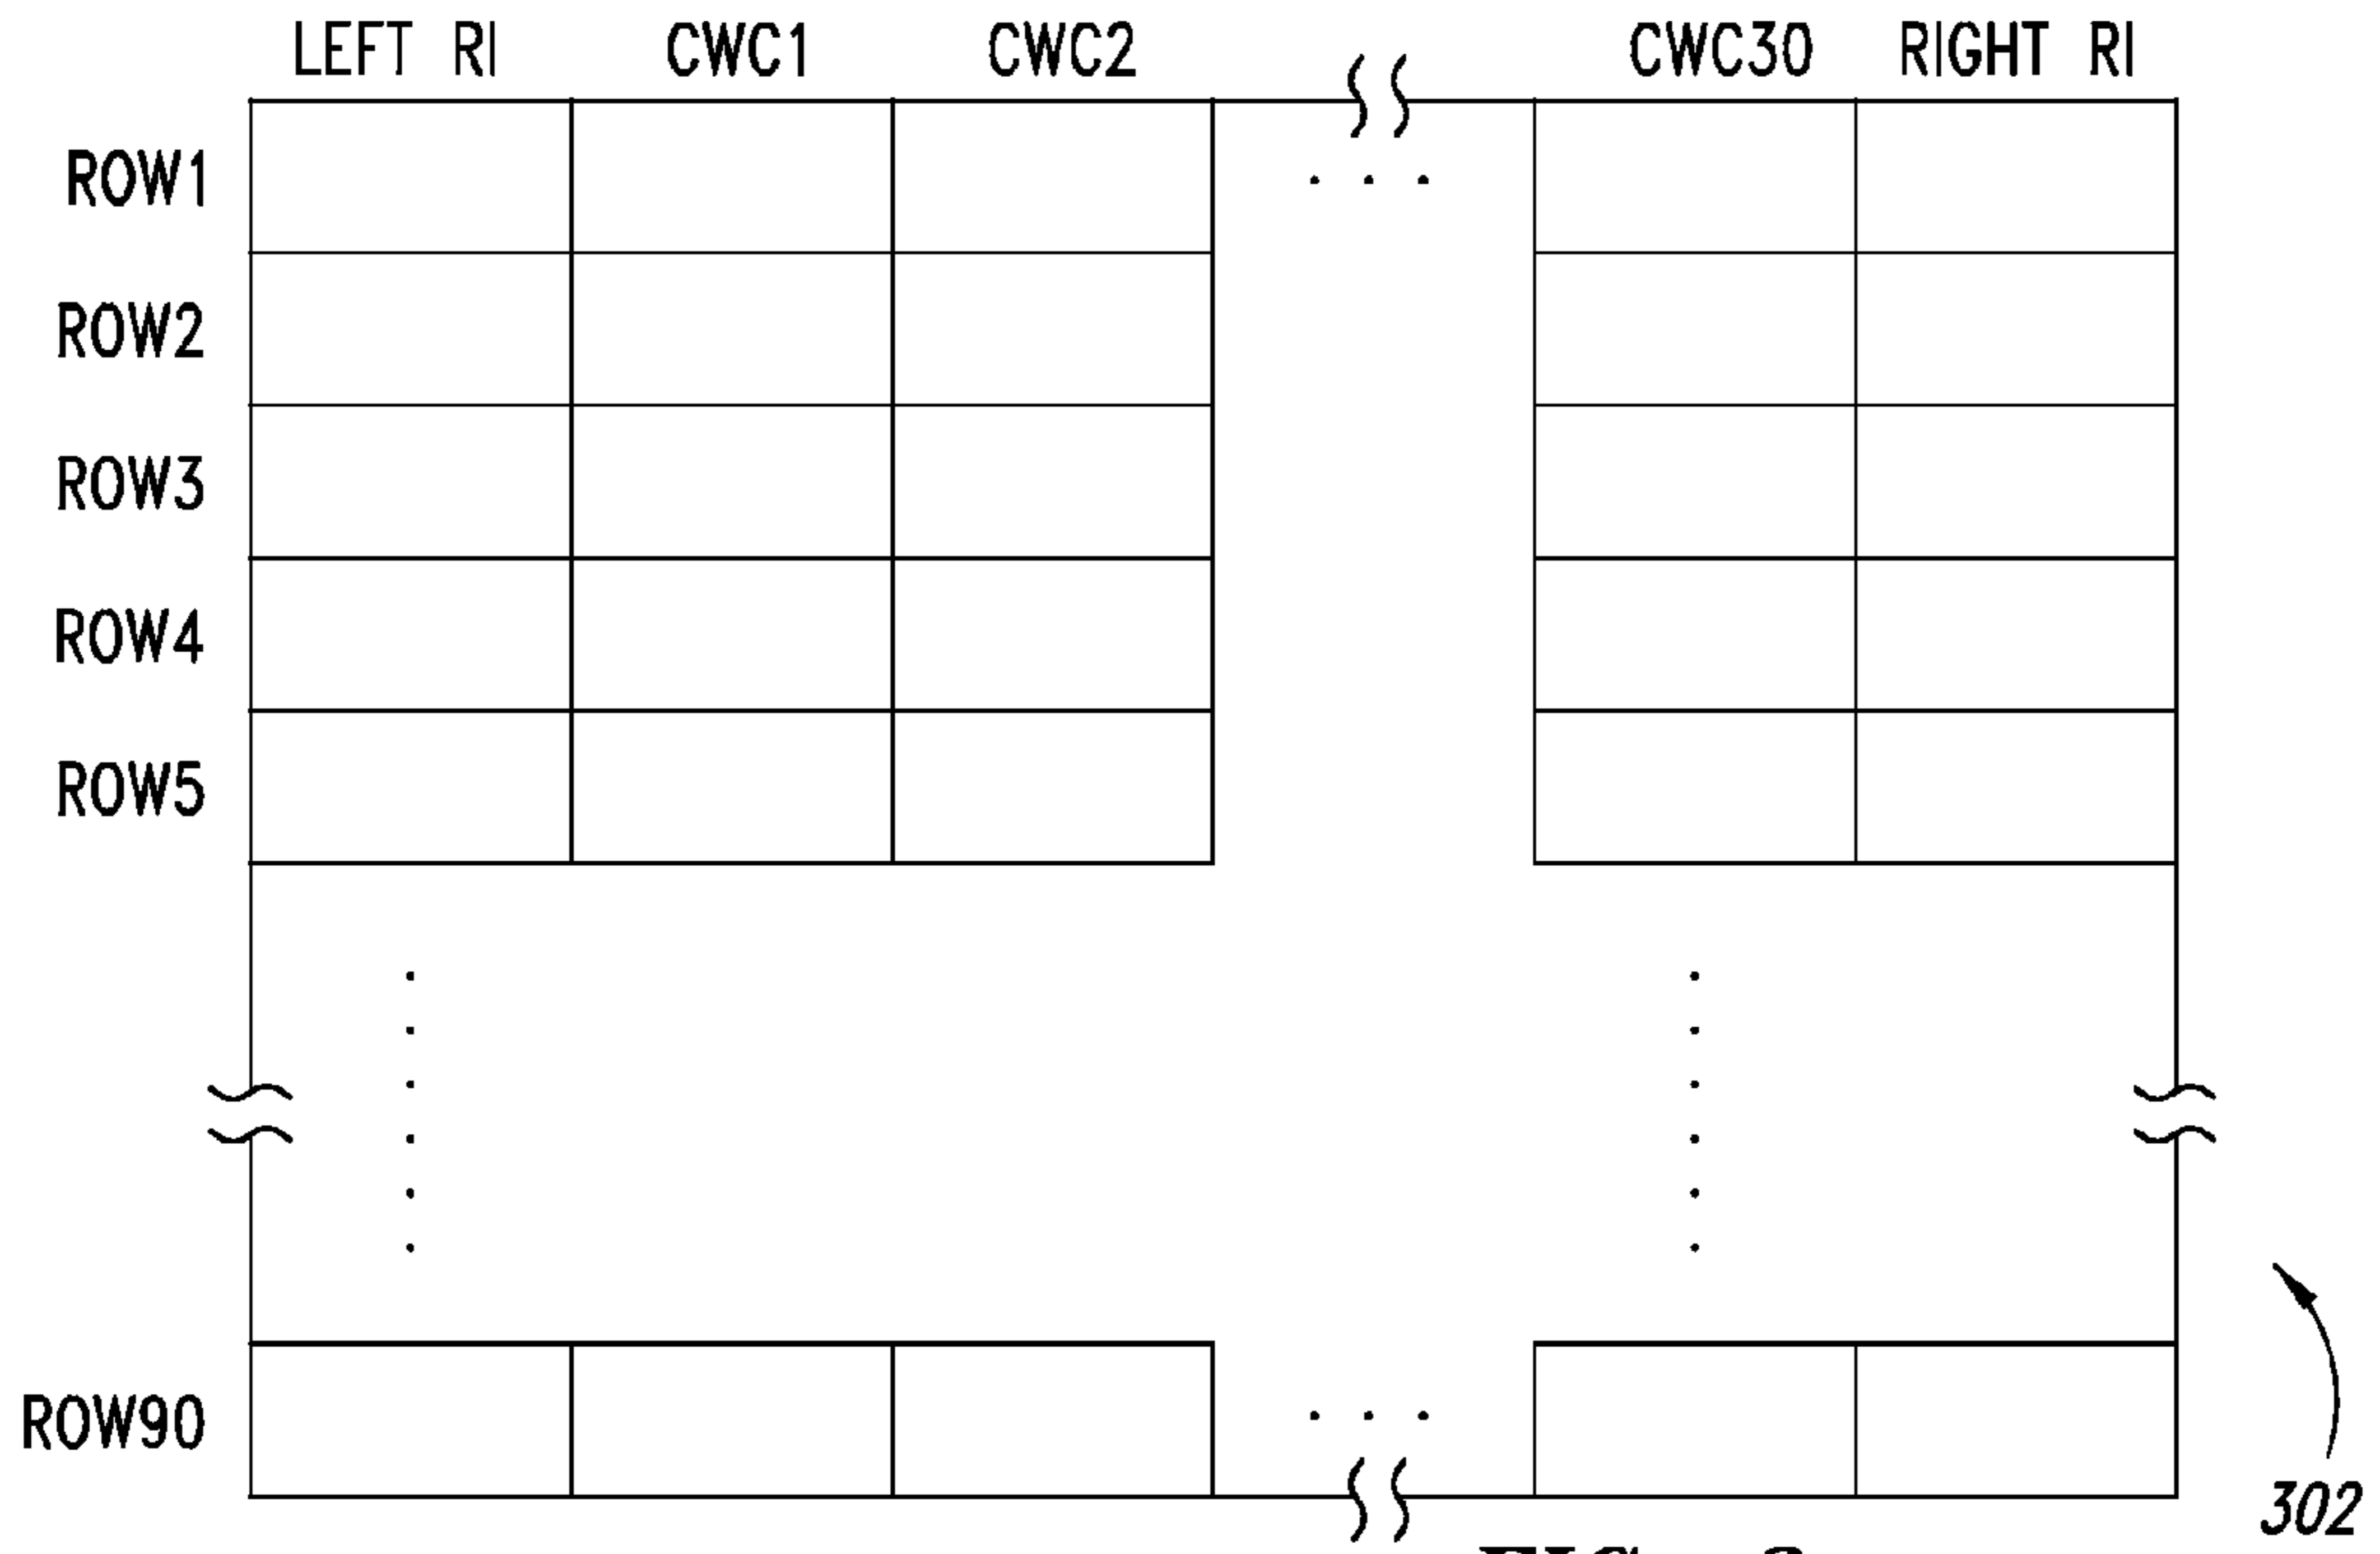 LEFT RI CWC1 CWC2 CWC30 RIGHT RI
ROW1
ROW2
ROW3
ROW4
ROW5
ROW90
302